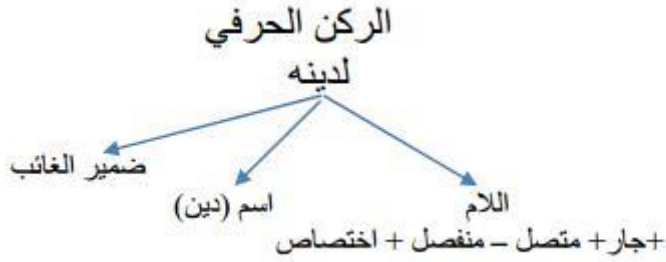 الركن الحرفي
لدينه
اللام
اسم (دين)
ضمير الغائب
+جار+ متصل – منفصل + اختصاص